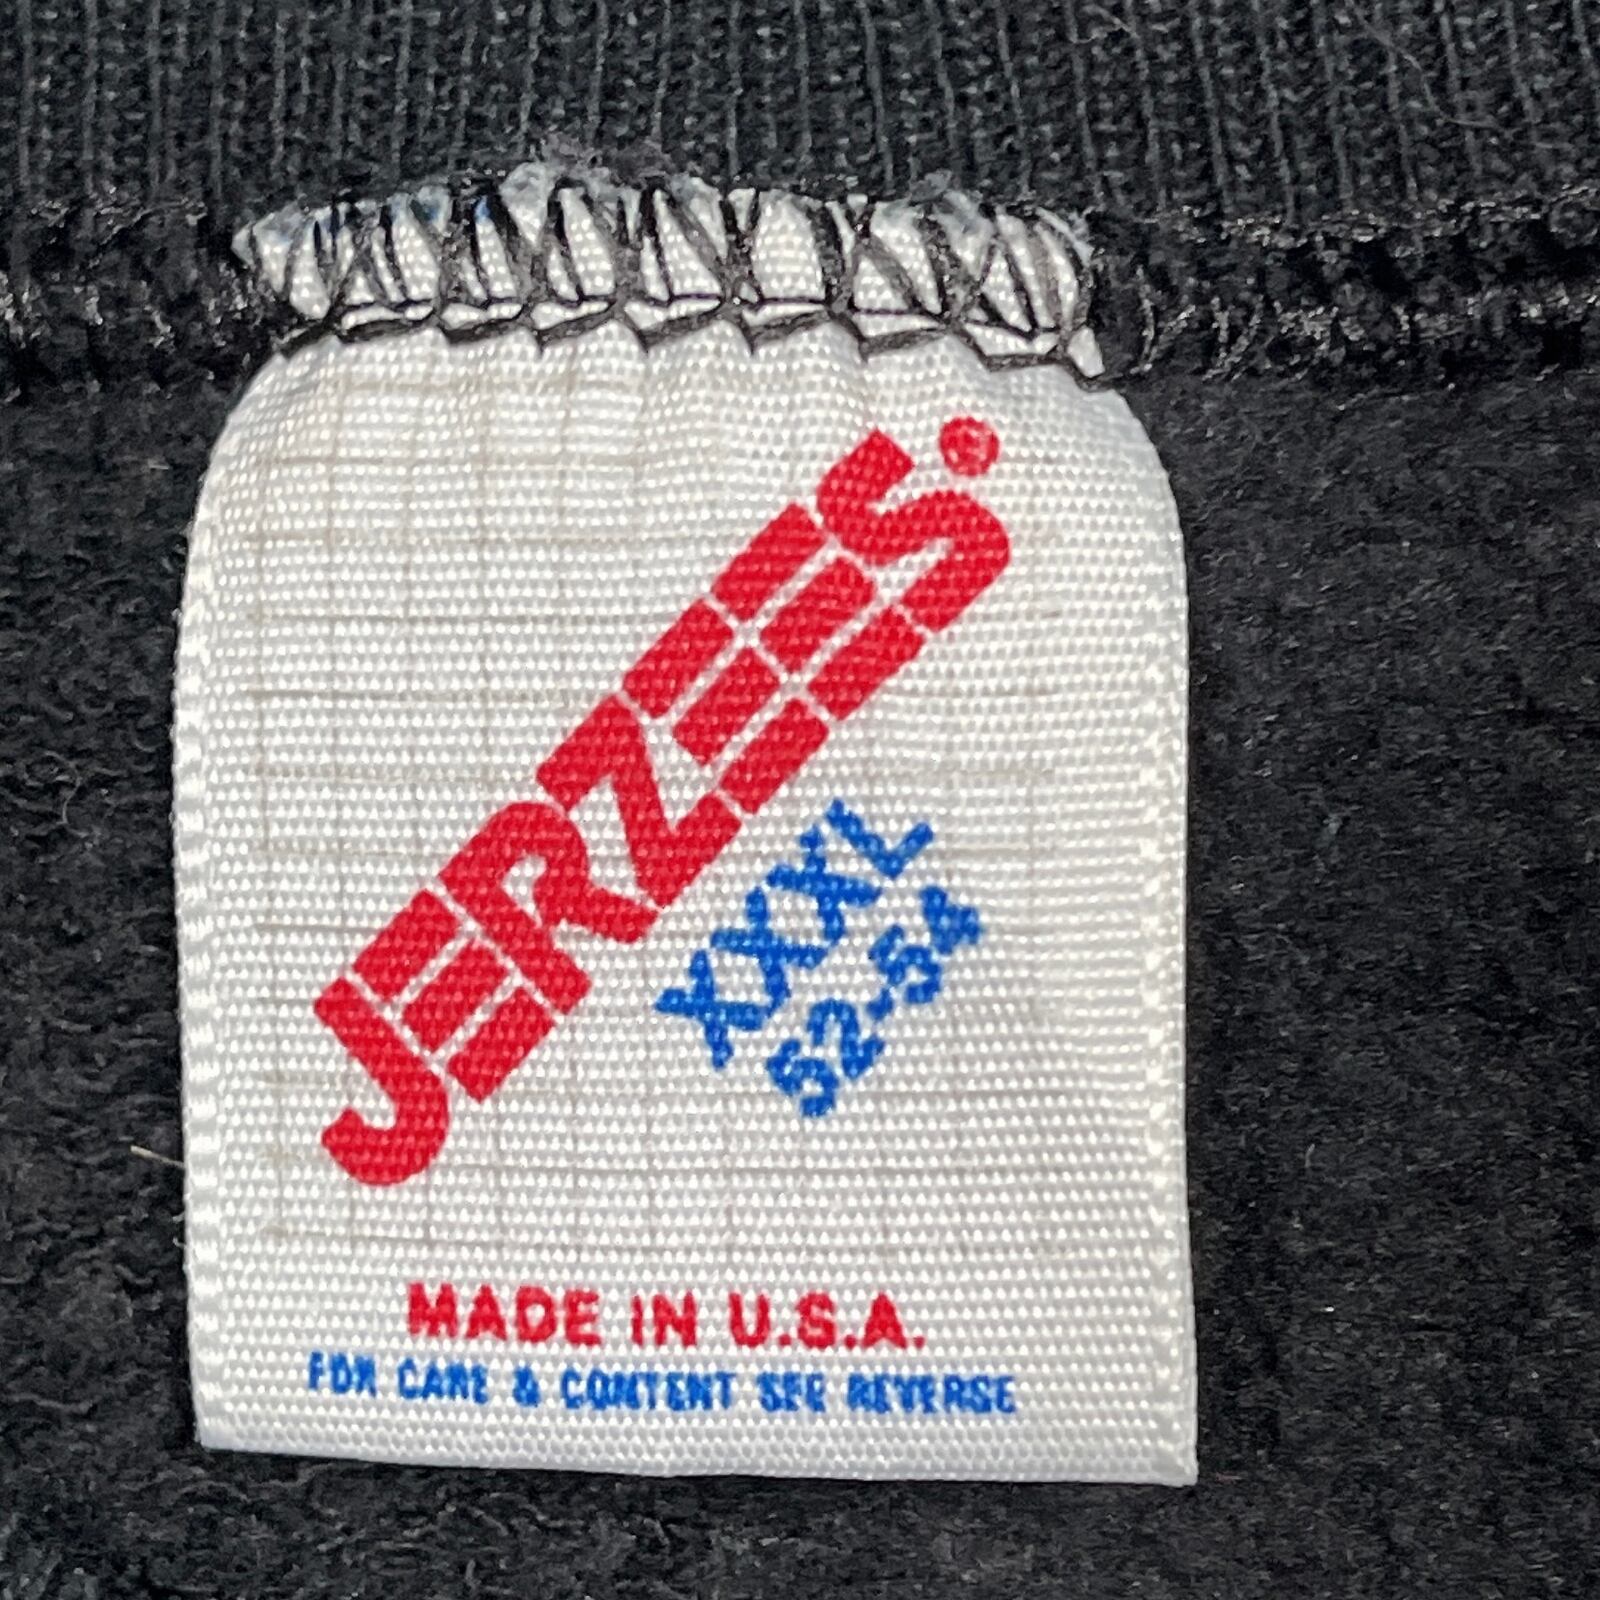 JERZEES
XXXL
52-54
MADE IN U.S.A.
FOR CARE & CONTENT SEE REVERSE